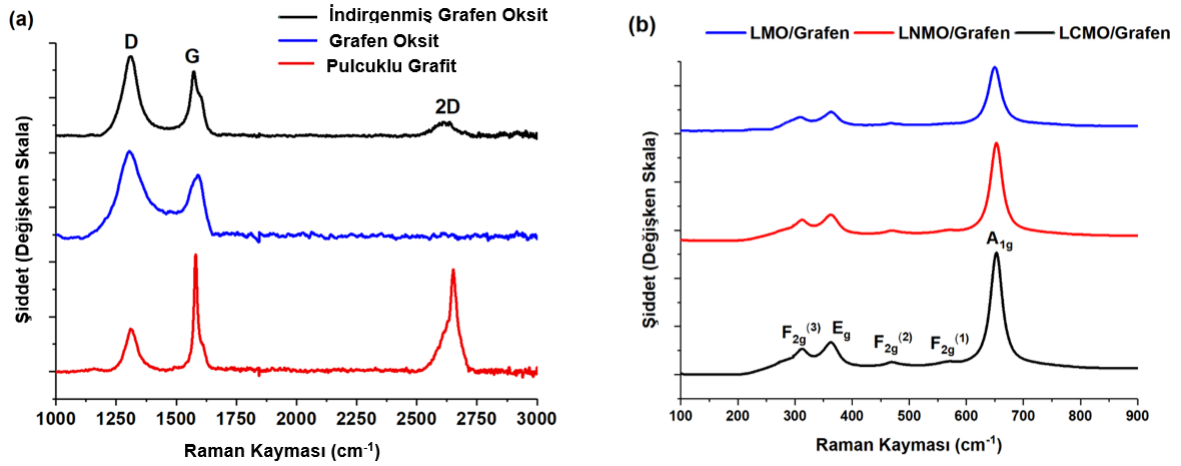 (a)
İndirgenmiş Grafen Oksit
Grafen Oksit
Pulcuklu Grafit
D
G
2D
Şiddet (Değişken Skala)
1000 1250 1500 1750 2000 2250 2500 2750 3000
Raman Kayması (cm⁻¹)
(b)
LMO/Grafen LNMO/Grafen LCMO/Grafen
Şiddet (Değişken Skala)
A₁g
F₂g⁽³⁾ Eg F₂g⁽²⁾ F₂g⁽¹⁾
100 200 300 400 500 600 700 800 900
Raman Kayması (cm⁻¹)